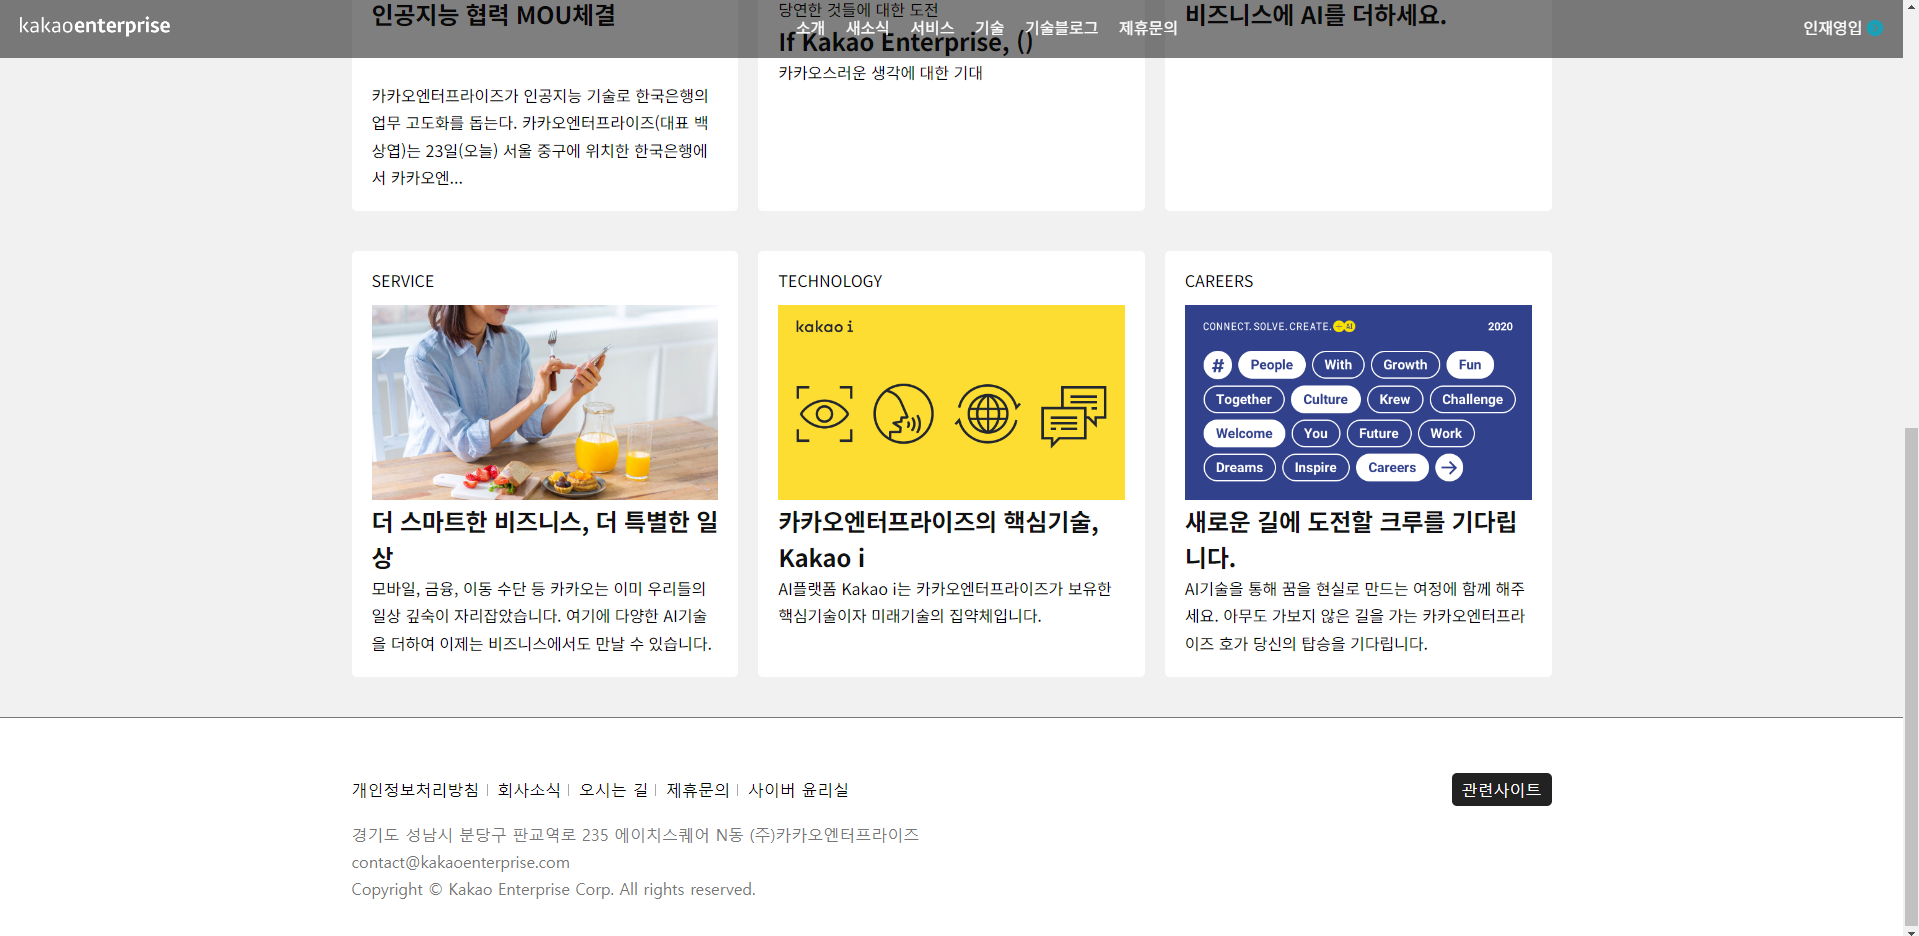 kakaoenterprise
소개 새소식 서비스 기술 기술블로그 제휴문의
인재영입
인공지능 협력 MOU체결
카카오엔터프라이즈가 인공지능 기술로 한국은행의
업무 고도화를 돕는다. 카카오엔터프라이즈(대표 백
상엽)는 23일(오늘) 서울 중구에 위치한 한국은행에
서 카카오엔...
당연한 것들에 대한 도전
If Kakao Enterprise, ()
카카오스러운 생각에 대한 기대
비즈니스에 AI를 더하세요.
SERVICE
더 스마트한 비즈니스, 더 특별한 일
상
모바일, 금융, 이동 수단 등 카카오는 이미 우리들의
일상 깊숙이 자리잡았습니다. 여기에 다양한 AI기술
을 더하여 이제는 비즈니스에서도 만날 수 있습니다.
TECHNOLOGY
kakao i
카카오엔터프라이즈의 핵심기술,
Kakao i
AI플랫폼 Kakao i는 카카오엔터프라이즈가 보유한
핵심기술이자 미래기술의 집약체입니다.
CAREERS
CONNECT. SOLVE. CREATE. + AI
2020
# People With Growth Fun
Together Culture Krew Challenge
Welcome You Future Work
Dreams Inspire Careers →
새로운 길에 도전할 크루를 기다립
니다.
AI기술을 통해 꿈을 현실로 만드는 여정에 함께 해주
세요. 아무도 가보지 않은 길을 가는 카카오엔터프라
이즈 호가 당신의 탑승을 기다립니다.
개인정보처리방침 | 회사소식 | 오시는 길 | 제휴문의 | 사이버 윤리실
관련사이트
경기도 성남시 분당구 판교역로 235 에이치스퀘어 N동 (주)카카오엔터프라이즈
contact@kakaoenterprise.com
Copyright © Kakao Enterprise Corp. All rights reserved.